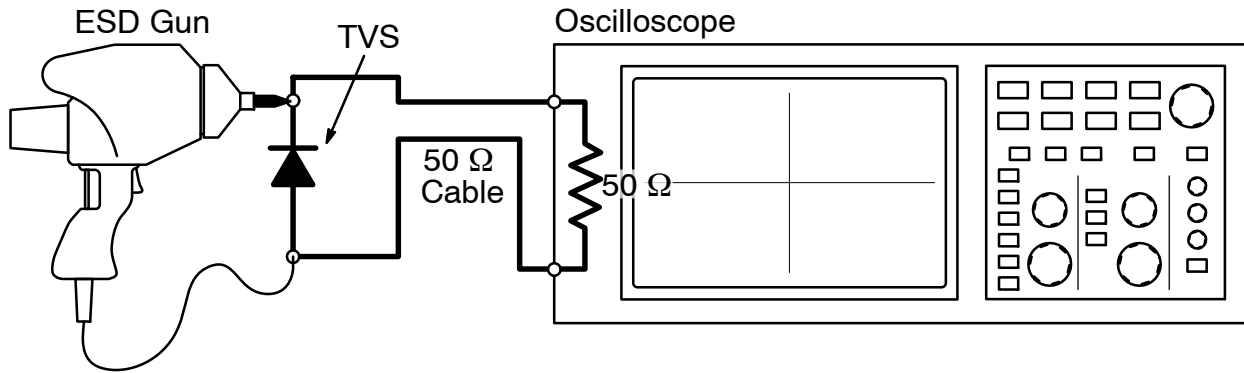 ESD Gun
TVS
Oscilloscope
50 Ω
Cable
50 Ω